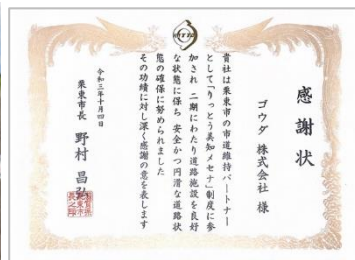 感謝状
ゴウダ 株式会社 様
貴社は栗東市の市道維持パートナー
として「りっとう美知メセナ」制度に参
加され 二期にわたり道路施設を良好
な状態に保ち 安全かつ円滑な道路状
態の確保に努められました
その功績に対し深く感謝の意を表します
令和三年十月四日
栗東市長 野村 昌弘